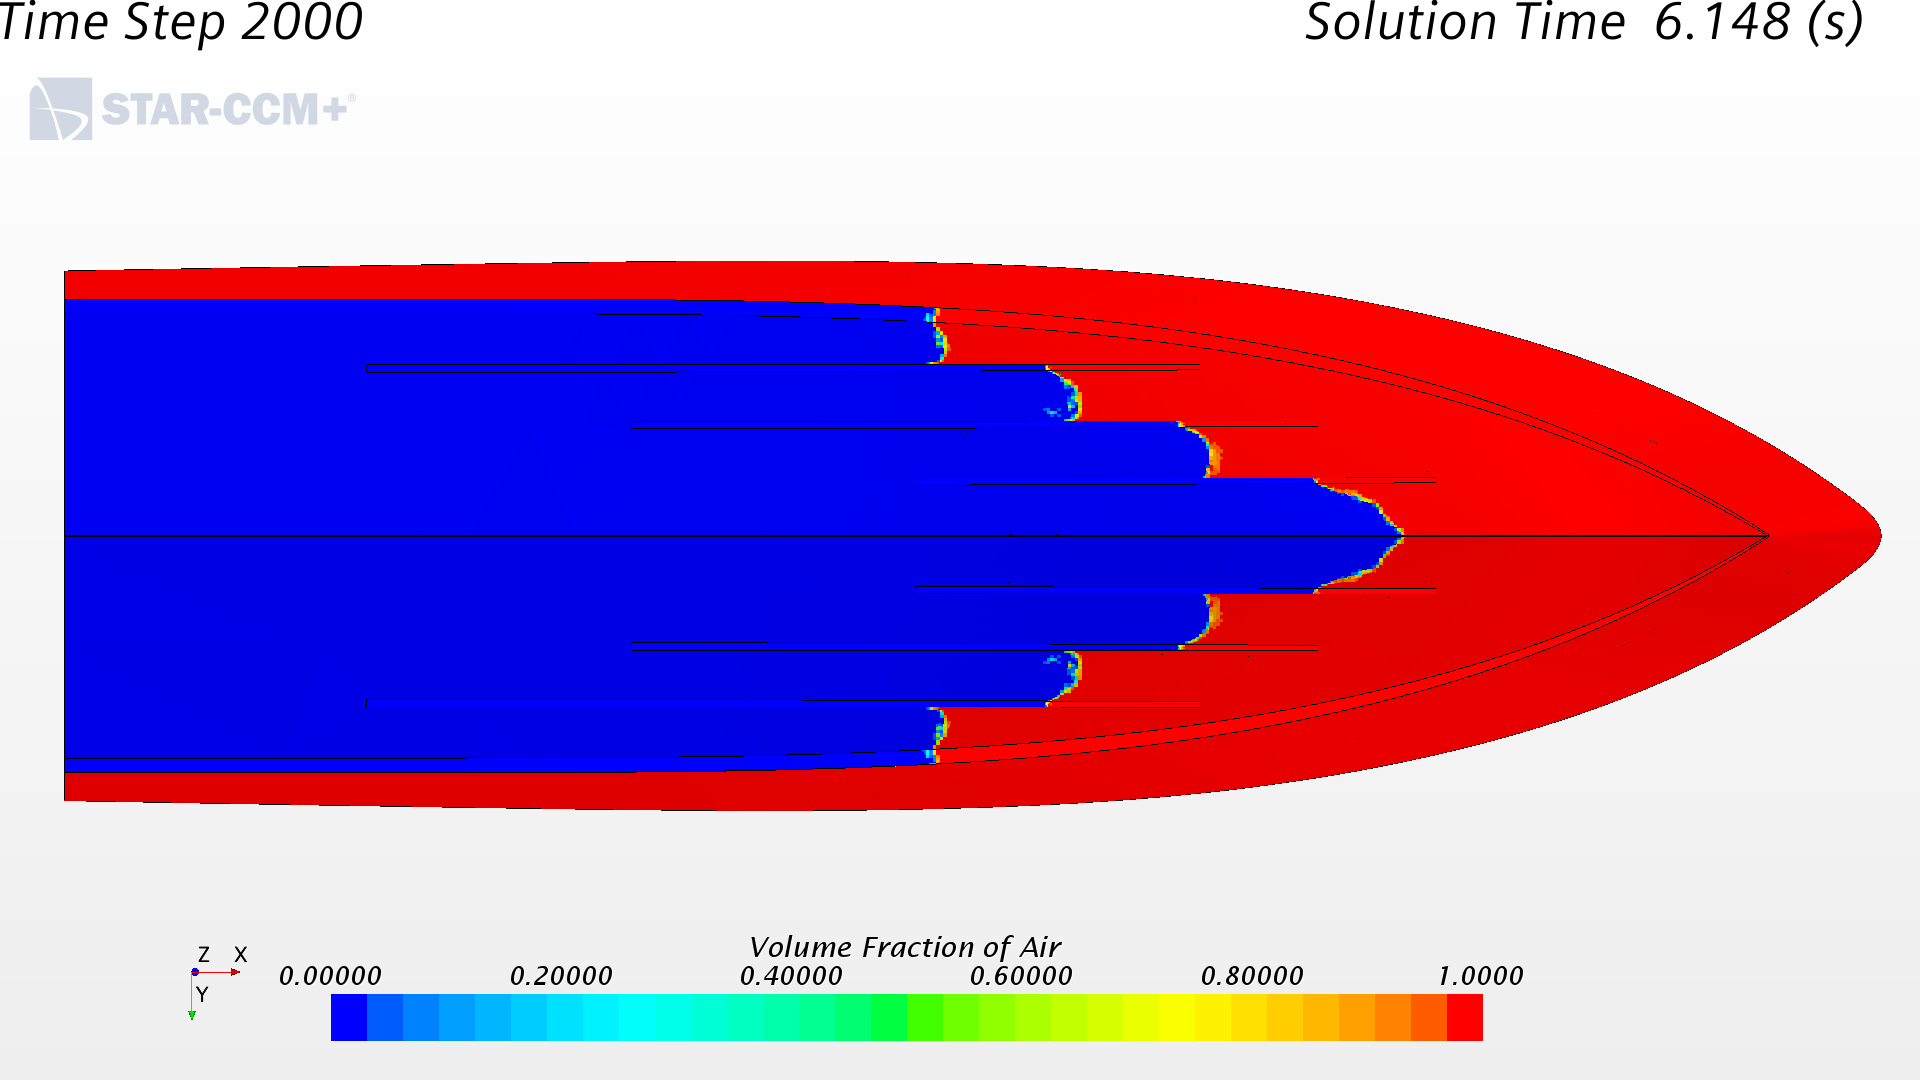 Time Step 2000
Solution Time 6.148 (s)
STAR-CCM+®
Z X
Y
Volume Fraction of Air
0.00000 0.20000 0.40000 0.60000 0.80000 1.0000